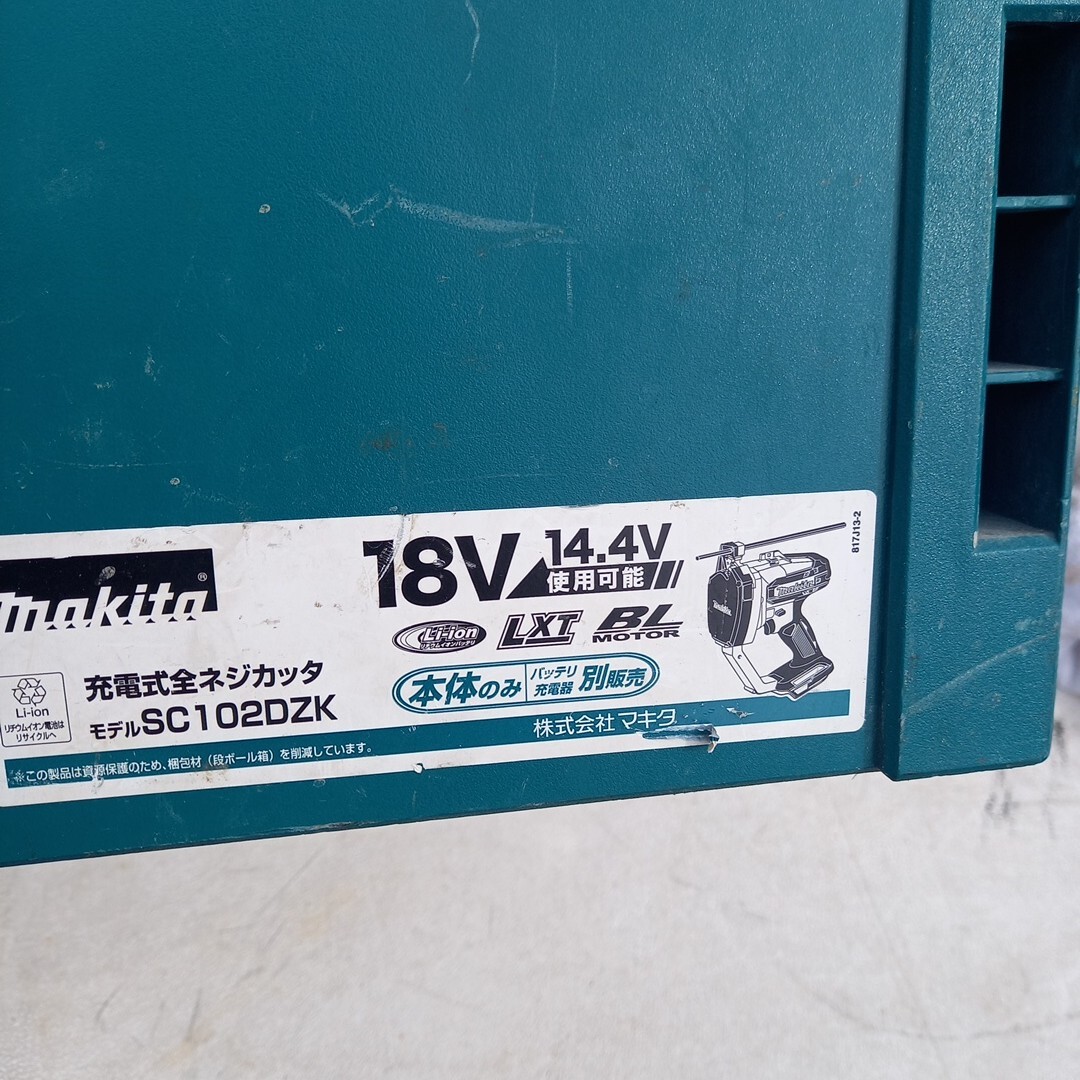 makita®
18V
14.4V
使用可能
Li-ion
リチウムイオンバッテリ
LXT
BL
MOTOR
充電式全ネジカッタ
モデルSC102DZK
本体のみ
バッテリ
充電器
別販売
株式会社 マキタ
Li-ion
リチウムイオン電池は
リサイクルへ
※この製品は資源保護のため、梱包材（段ボール箱）を削減しています。
makita
makita
817J13-2